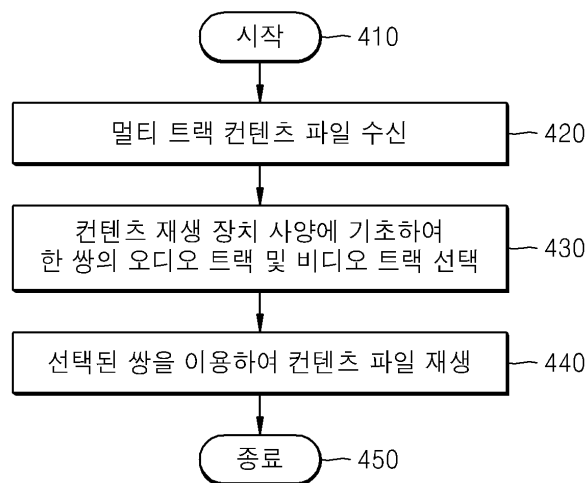 시작
410
멀티 트랙 컨텐츠 파일 수신
420
컨텐츠 재생 장치 사양에 기초하여
한 쌍의 오디오 트랙 및 비디오 트랙 선택
430
선택된 쌍을 이용하여 컨텐츠 파일 재생
440
종료
450